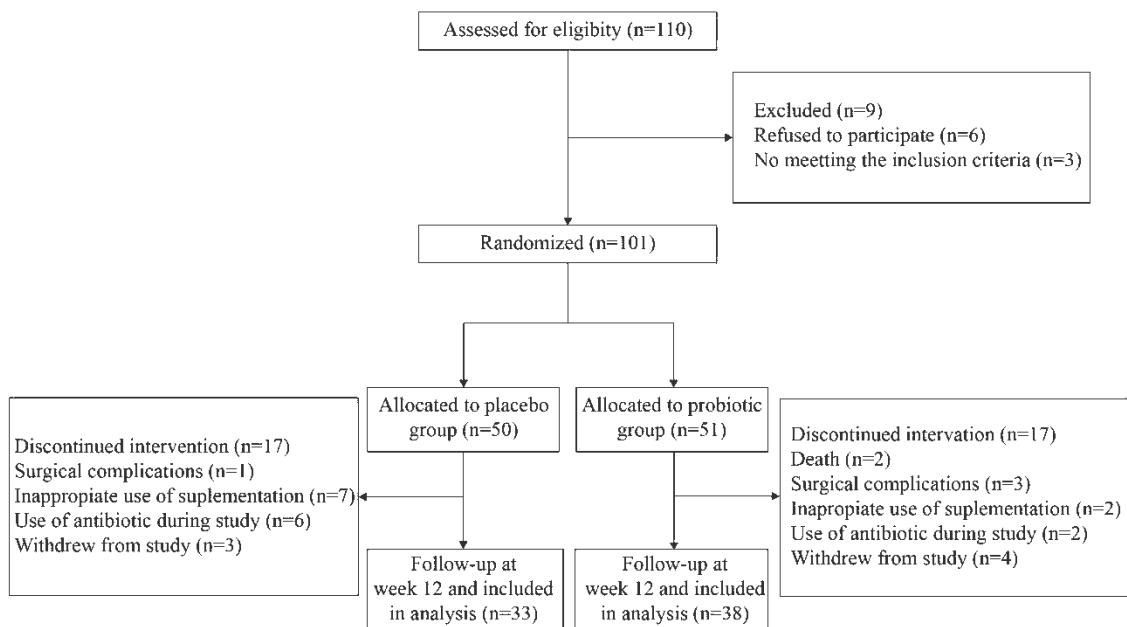 Assessed for eligibity (n=110)
Excluded (n=9)
Refused to participate (n=6)
No meetting the inclusion criteria (n=3)
Randomized (n=101)
Allocated to placebo
group (n=50)
Allocated to probiotic
group (n=51)
Discontinued intervention (n=17)
Surgical complications (n=1)
Inappropiate use of suplementation (n=7)
Use of antibiotic during study (n=6)
Withdrew from study (n=3)
Discontinued intervation (n=17)
Death (n=2)
Surgical complications (n=3)
Inapropiate use of suplementation (n=2)
Use of antibiotic during study (n=2)
Withdrew from study (n=4)
Follow-up at
week 12 and included
in analysis (n=33)
Follow-up at
week 12 and included
in analysis (n=38)